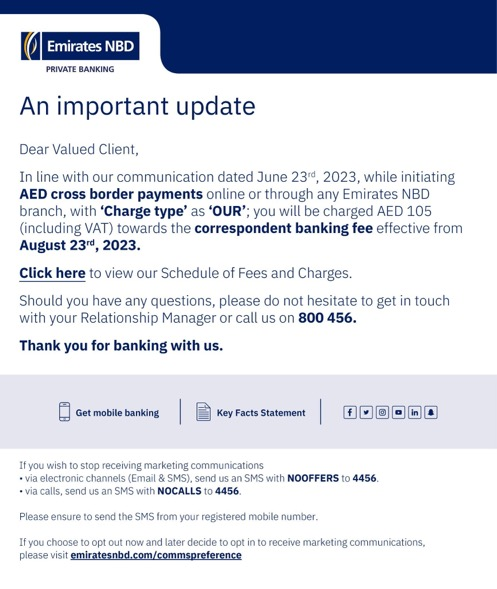 Emirates NBD
PRIVATE BANKING
An important update
Dear Valued Client,
In line with our communication dated June 23rd, 2023, while initiating
AED cross border payments online or through any Emirates NBD
branch, with ‘Charge type’ as ‘OUR’; you will be charged AED 105
(including VAT) towards the correspondent banking fee effective from
August 23rd, 2023.
Click here to view our Schedule of Fees and Charges.
Should you have any questions, please do not hesitate to get in touch
with your Relationship Manager or call us on 800 456.
Thank you for banking with us.
Get mobile banking
Key Facts Statement
If you wish to stop receiving marketing communications
• via electronic channels (Email & SMS), send us an SMS with NOOFFERS to 4456.
• via calls, send us an SMS with NOCALLS to 4456.
Please ensure to send the SMS from your registered mobile number.
If you choose to opt out now and later decide to opt in to receive marketing communications,
please visit emiratesnbd.com/commspreference